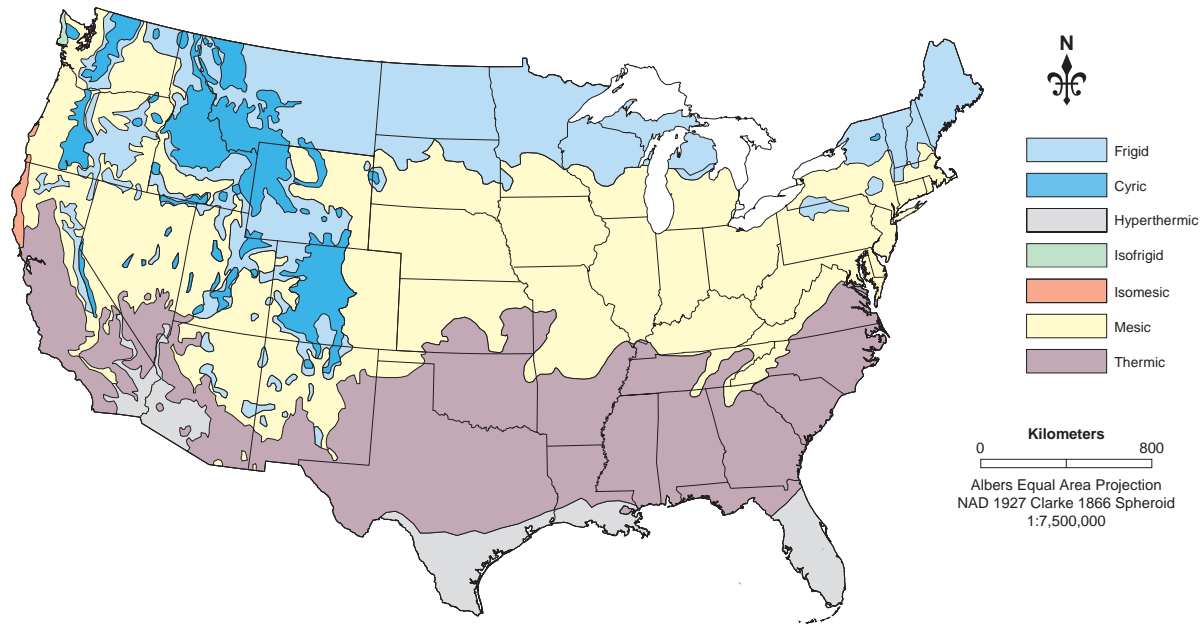 N
Frigid
Cyric
Hyperthermic
Isofrigid
Isomesic
Mesic
Thermic
Kilometers
0 800
Albers Equal Area Projection
NAD 1927 Clarke 1866 Spheroid
1:7,500,000